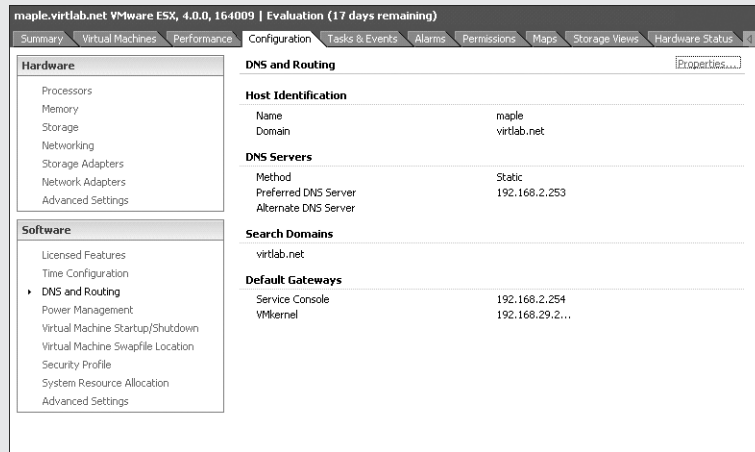 maple.virtlab.net VMware ESX, 4.0.0, 164009 | Evaluation (17 days remaining)
Summary Virtual Machines Performance Configuration Tasks & Events Alarms Permissions Maps Storage Views Hardware Status
Hardware
Processors
Memory
Storage
Networking
Storage Adapters
Network Adapters
Advanced Settings
Software
Licensed Features
Time Configuration
DNS and Routing
Power Management
Virtual Machine Startup/Shutdown
Virtual Machine Swapfile Location
Security Profile
System Resource Allocation
Advanced Settings
DNS and Routing Properties...
Host Identification
Name maple
Domain virtlab.net
DNS Servers
Method Static
Preferred DNS Server 192.168.2.253
Alternate DNS Server
Search Domains
virtlab.net
Default Gateways
Service Console 192.168.2.254
VMkernel 192.168.29.2...